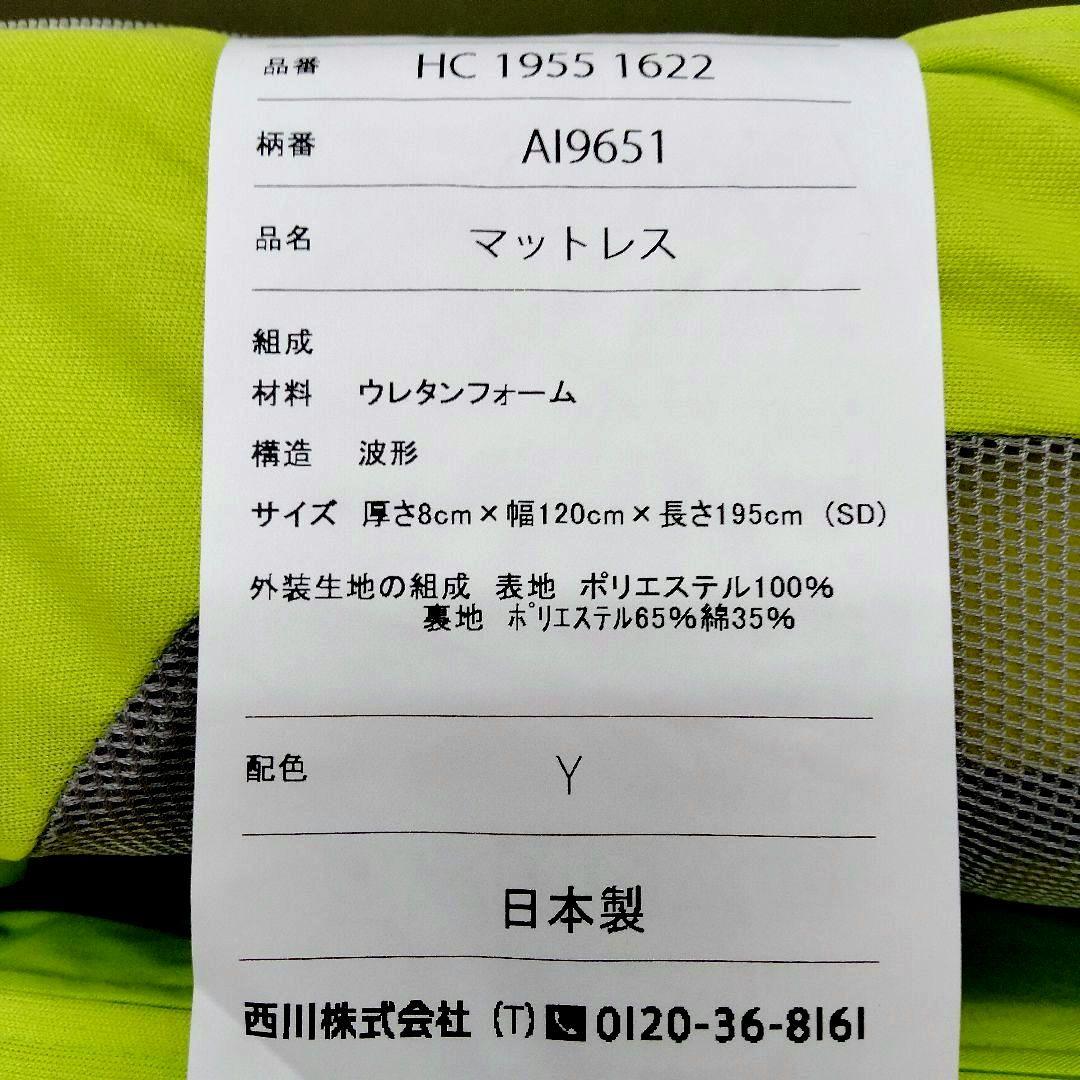 品番 HC 1955 1622
柄番 AI9651
品名 マットレス
組成
材料 ウレタンフォーム
構造 波形
サイズ 厚さ8cm×幅120cm×長さ195cm (SD)
外装生地の組成 表地 ポリエステル100%
裏地 ﾎﾟﾘｴｽﾃﾙ65%綿35%
配色 Y
日本製
西川株式会社 (T) 0120-36-8161